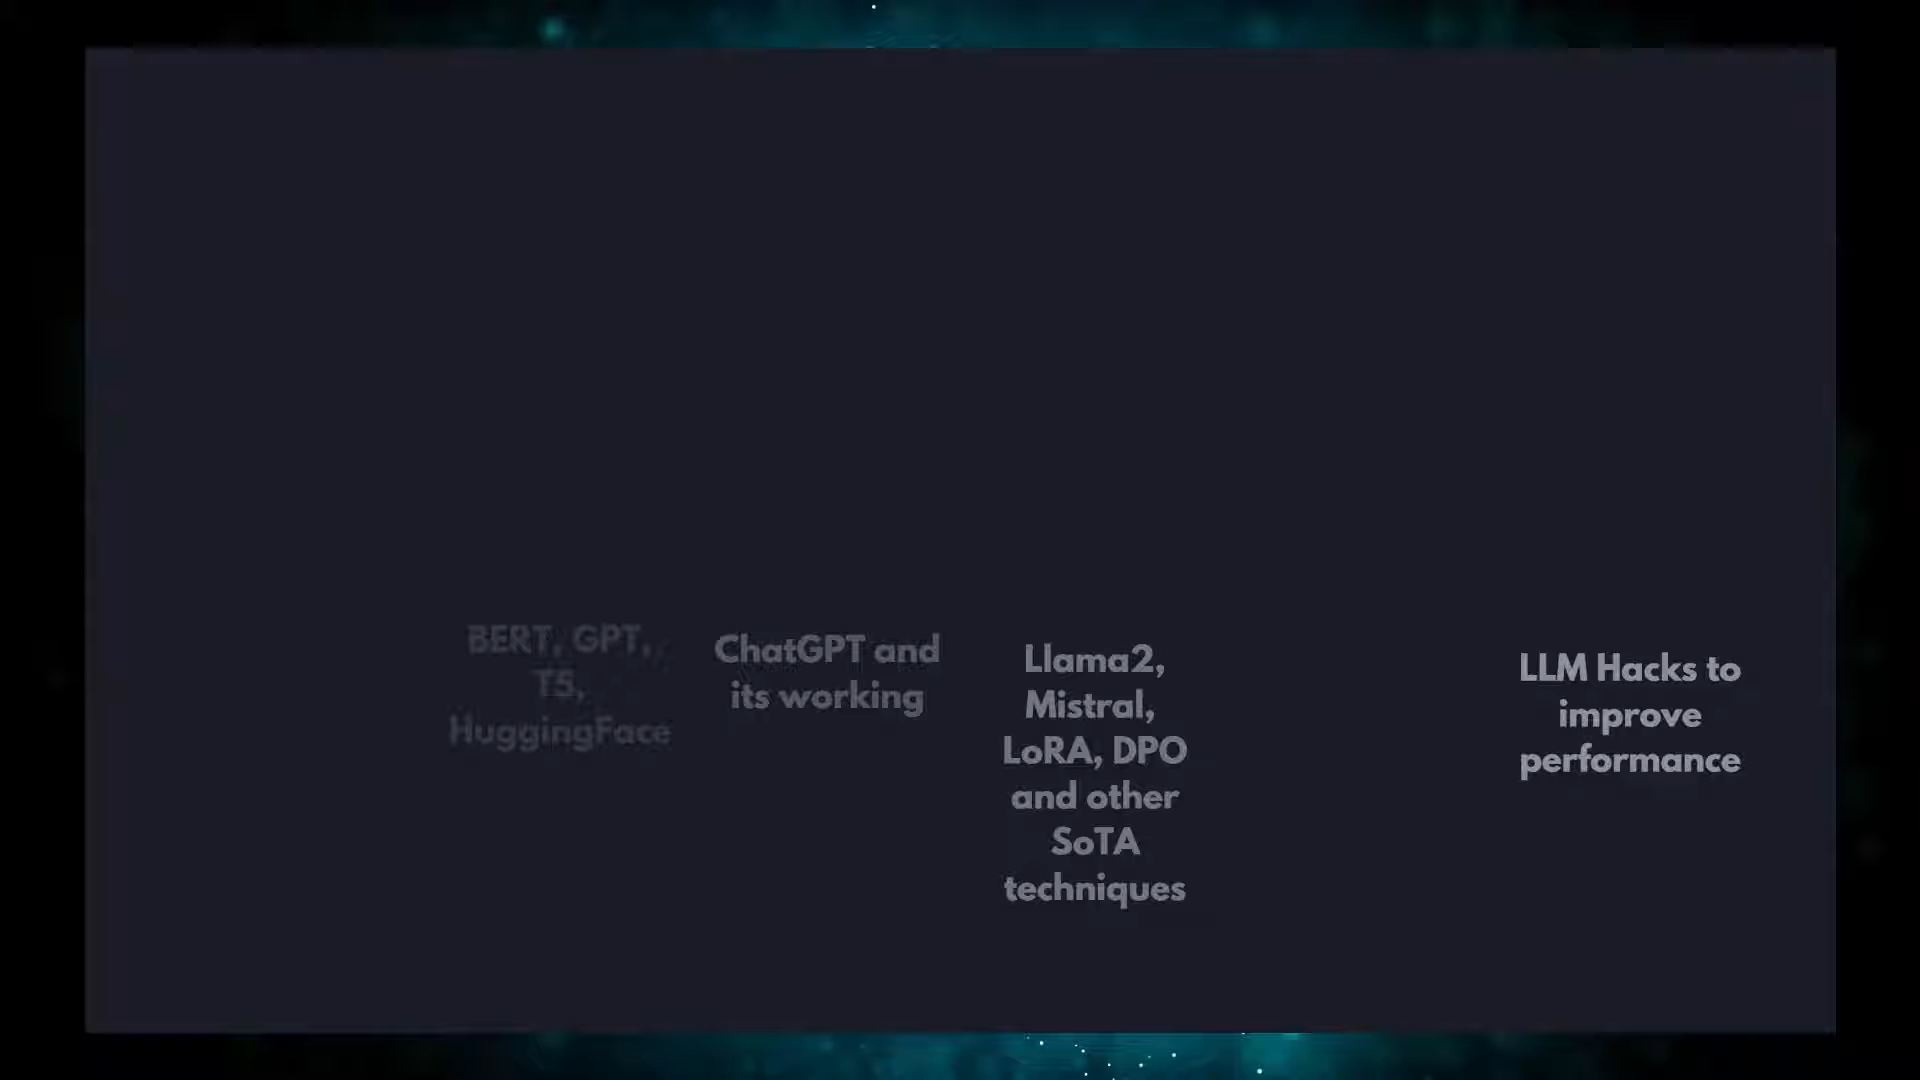 BERT, GPT,
T5,
HuggingFace
ChatGPT and
its working
Llama2,
Mistral,
LoRA, DPO
and other
SoTA
techniques
LLM Hacks to
improve
performance